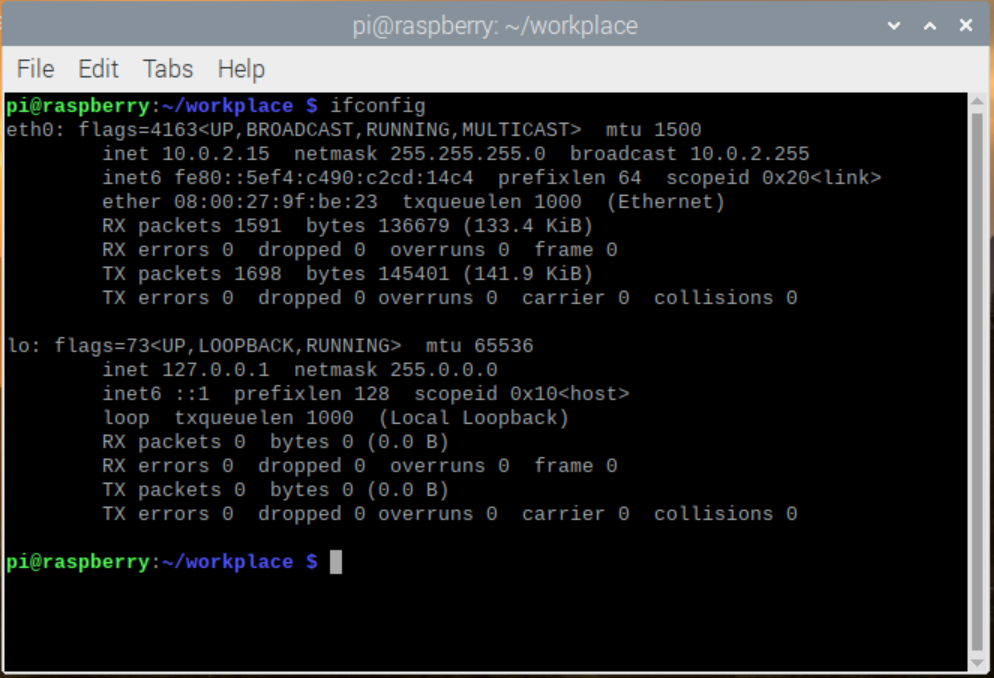 pi@raspberry: ~/workplace
File Edit Tabs Help
pi@raspberry:~/workplace $ ifconfig
eth0: flags=4163<UP,BROADCAST,RUNNING,MULTICAST>  mtu 1500
        inet 10.0.2.15  netmask 255.255.255.0  broadcast 10.0.2.255
        inet6 fe80::5ef4:c490:c2cd:14c4  prefixlen 64  scopeid 0x20<link>
        ether 08:00:27:9f:be:23  txqueuelen 1000  (Ethernet)
        RX packets 1591  bytes 136679 (133.4 KiB)
        RX errors 0  dropped 0  overruns 0  frame 0
        TX packets 1698  bytes 145401 (141.9 KiB)
        TX errors 0  dropped 0 overruns 0  carrier 0  collisions 0

lo: flags=73<UP,LOOPBACK,RUNNING>  mtu 65536
        inet 127.0.0.1  netmask 255.0.0.0
        inet6 ::1  prefixlen 128  scopeid 0x10<host>
        loop  txqueuelen 1000  (Local Loopback)
        RX packets 0  bytes 0 (0.0 B)
        RX errors 0  dropped 0  overruns 0  frame 0
        TX packets 0  bytes 0 (0.0 B)
        TX errors 0  dropped 0 overruns 0  carrier 0  collisions 0

pi@raspberry:~/workplace $